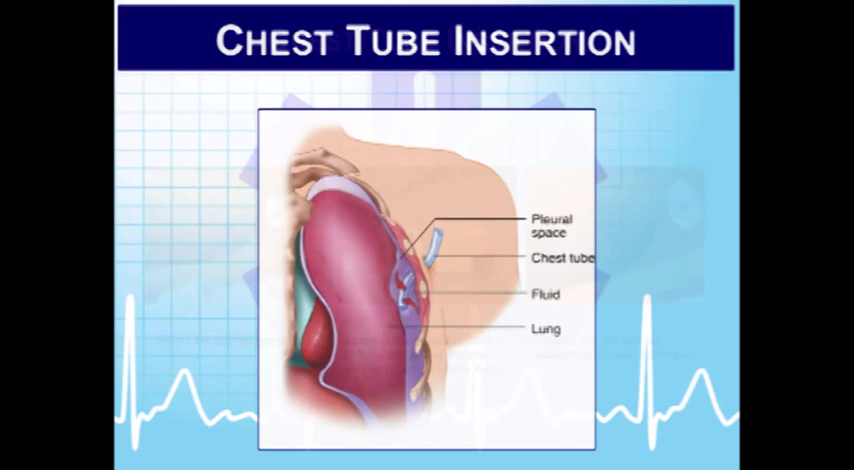 CHEST TUBE INSERTION
Pleural
space
Chest tube
Fluid
Lung